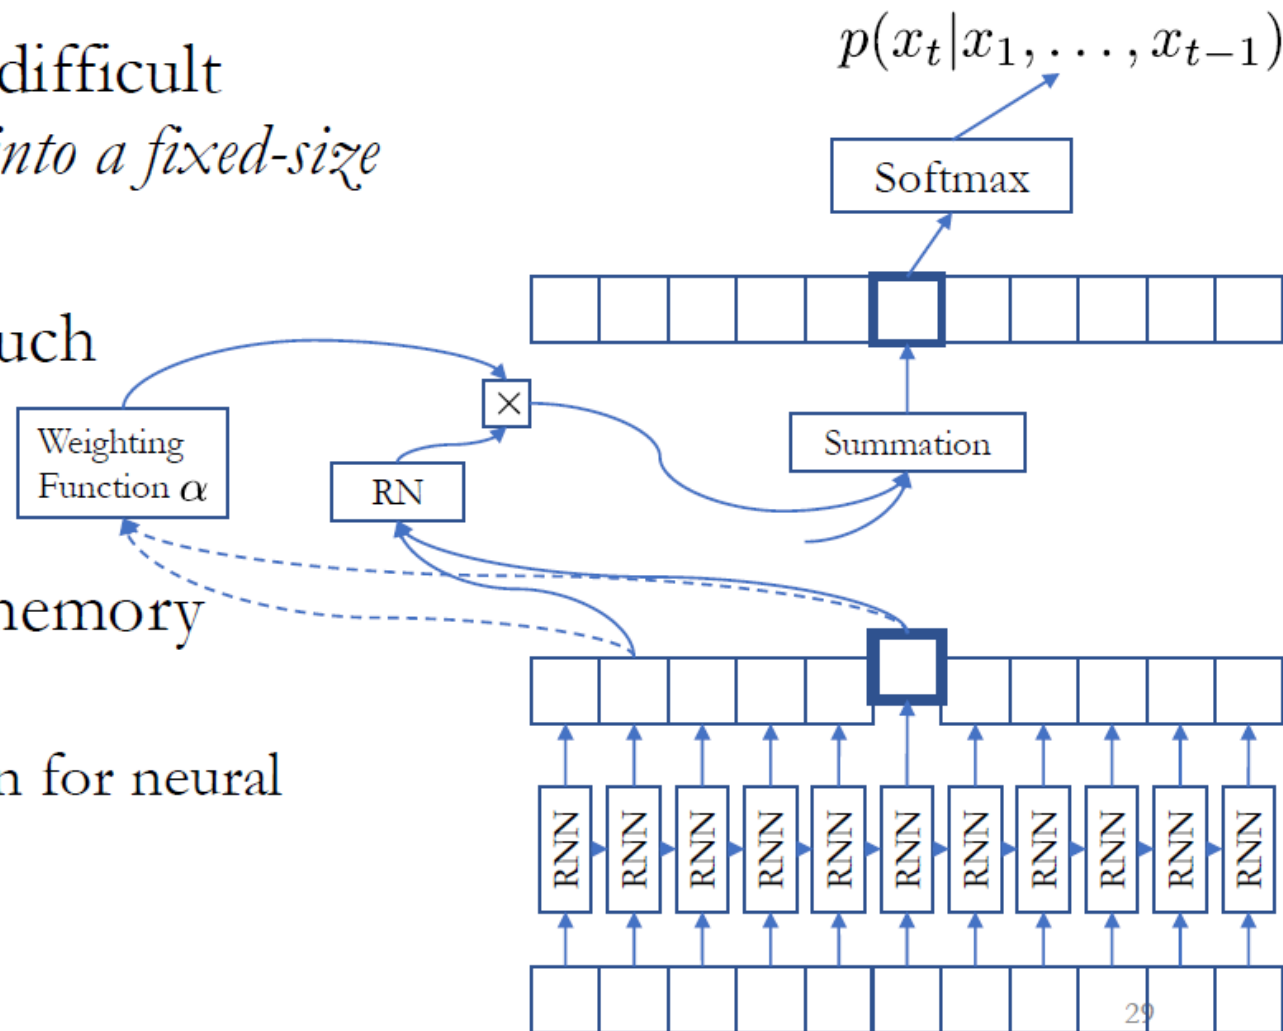 difficult
into a fixed-size
uch
memory
n for neural
p(x_t|x_1, . . . , x_{t-1})
Softmax
×
Weighting
Function α
RN
Summation
RNN
RNN
RNN
RNN
RNN
RNN
RNN
RNN
RNN
RNN
RNN
29